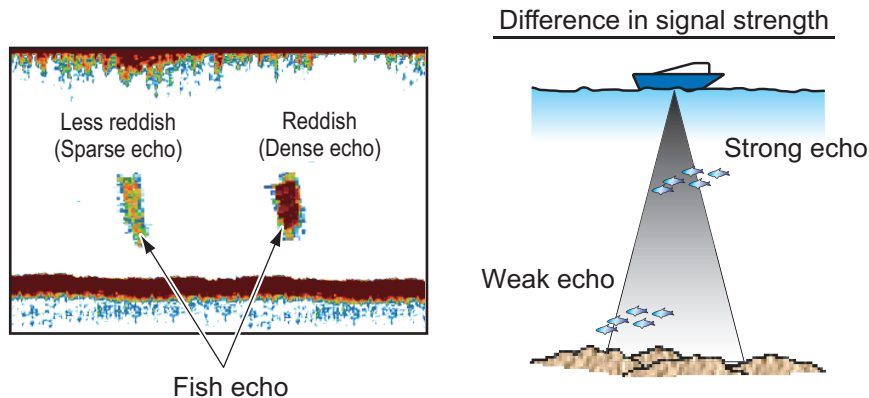 Difference in signal strength
Less reddish
(Sparse echo)
Reddish
(Dense echo)
Fish echo
Strong echo
Weak echo